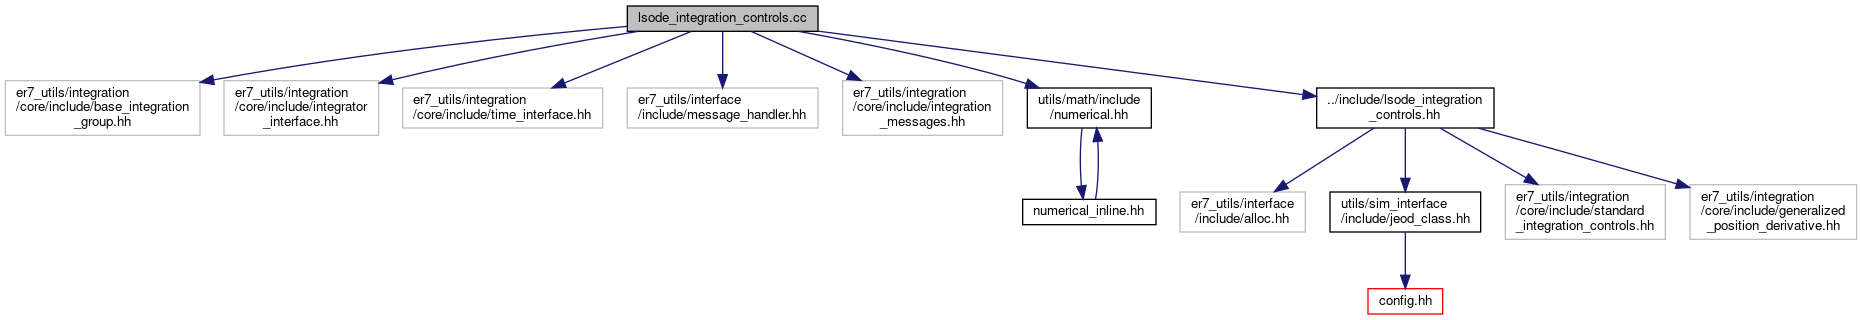 lsode_integration_controls.cc
er7_utils/integration
/core/include/base_integration
_group.hh
er7_utils/integration
/core/include/integrator
_interface.hh
er7_utils/integration
/core/include/time_interface.hh
er7_utils/interface
/include/message_handler.hh
er7_utils/integration
/core/include/integration
_messages.hh
utils/math/include
/numerical.hh
../include/lsode_integration
_controls.hh
numerical_inline.hh
er7_utils/interface
/include/alloc.hh
utils/sim_interface
/include/jeod_class.hh
er7_utils/integration
/core/include/standard
_integration_controls.hh
er7_utils/integration
/core/include/generalized
_position_derivative.hh
config.hh